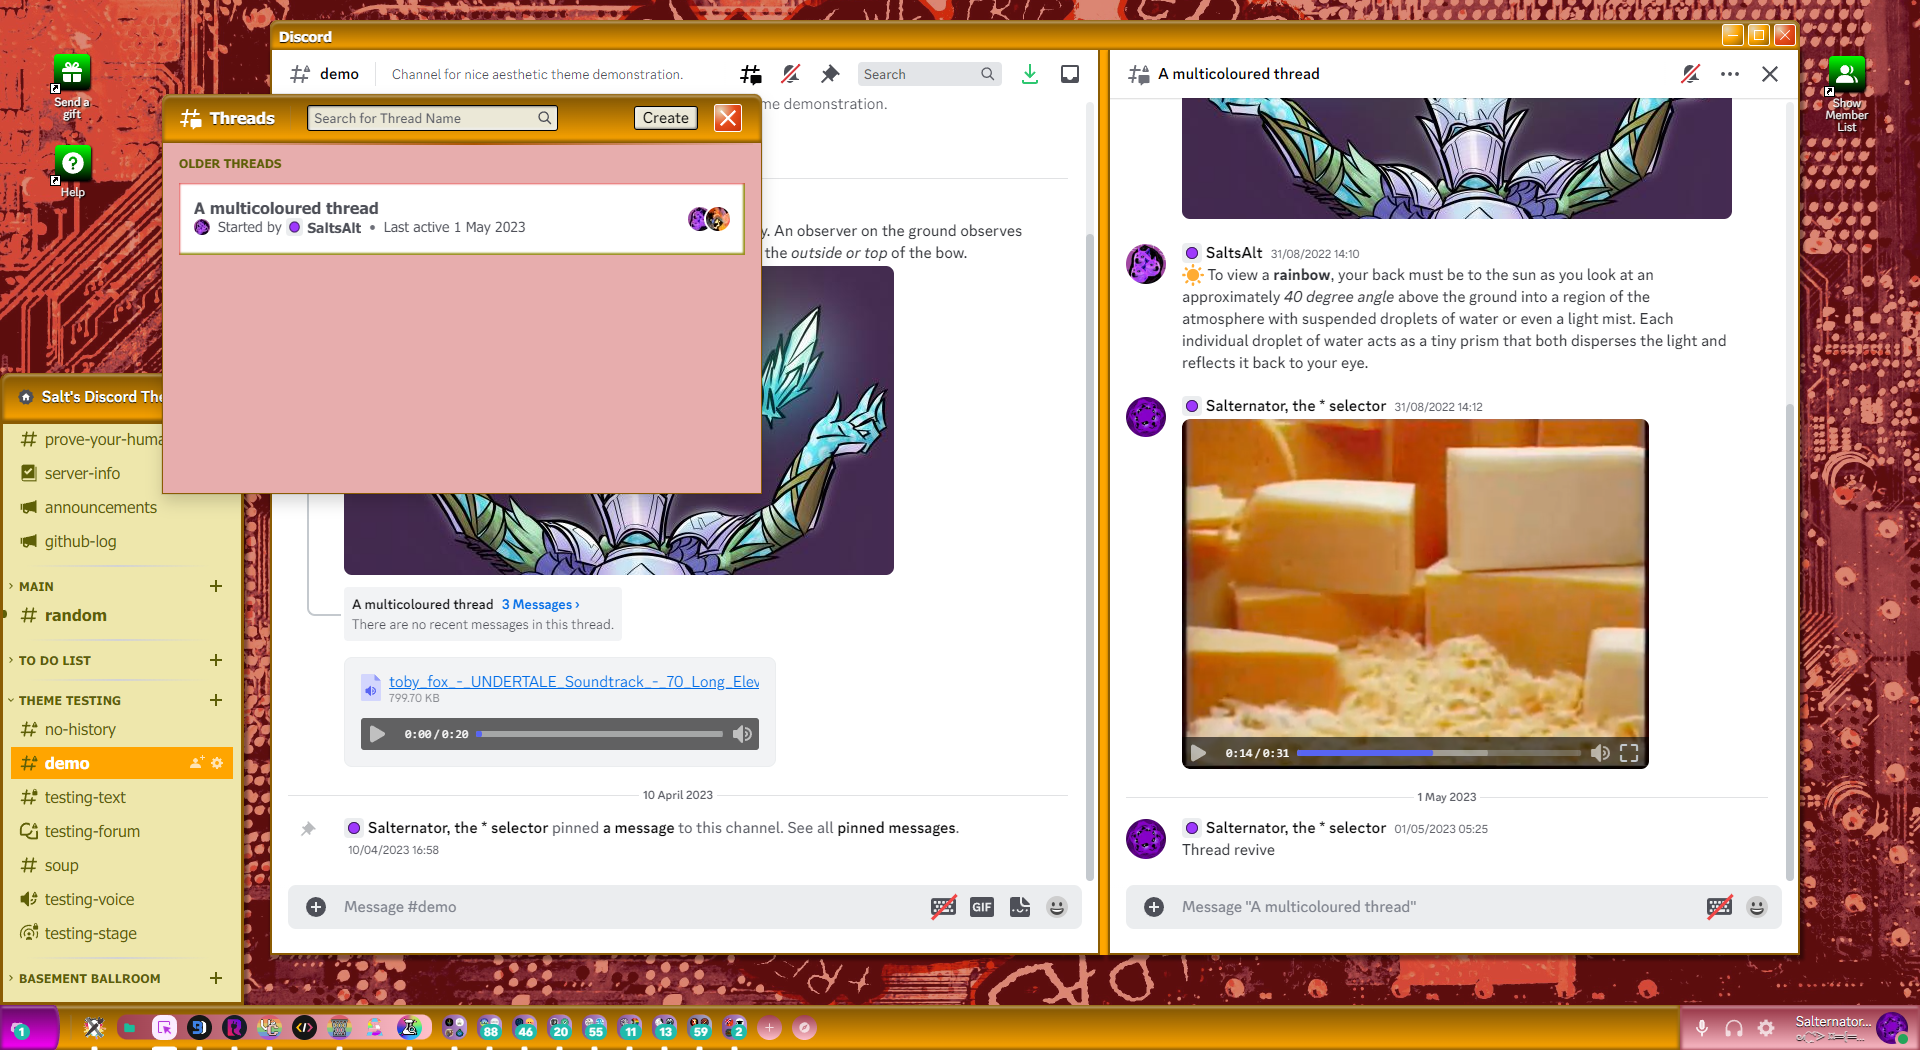 Discord
Send a
gift
Help
Show
Member
List
demo
Channel for nice aesthetic theme demonstration.
Search
me demonstration.
Threads
Search for Thread Name
Create
OLDER THREADS
A multicoloured thread
Started by SaltsAlt • Last active 1 May 2023
y. An observer on the ground observes
the outside or top of the bow.
Salt's Discord The
prove-your-huma
server-info
announcements
github-log
MAIN
random
TO DO LIST
THEME TESTING
no-history
demo
testing-text
testing-forum
soup
testing-voice
testing-stage
BASEMENT BALLROOM
A multicoloured thread 3 Messages ›
There are no recent messages in this thread.
toby_fox_-_UNDERTALE_Soundtrack_-_70_Long_Elev
799.70 KB
0:00/0:20
10 April 2023
Salternator, the * selector pinned a message to this channel. See all pinned messages.
10/04/2023 16:58
Message #demo
GIF
A multicoloured thread
SaltsAlt 31/08/2022 14:10
To view a rainbow, your back must be to the sun as you look at an
approximately 40 degree angle above the ground into a region of the
atmosphere with suspended droplets of water or even a light mist. Each
individual droplet of water acts as a tiny prism that both disperses the light and
reflects it back to your eye.
Salternator, the * selector 31/08/2022 14:12
0:14/0:31
1 May 2023
Salternator, the * selector 01/05/2023 05:25
Thread revive
Message "A multicoloured thread"
1
88
46
20
55
11
13
59
2
Salternator...